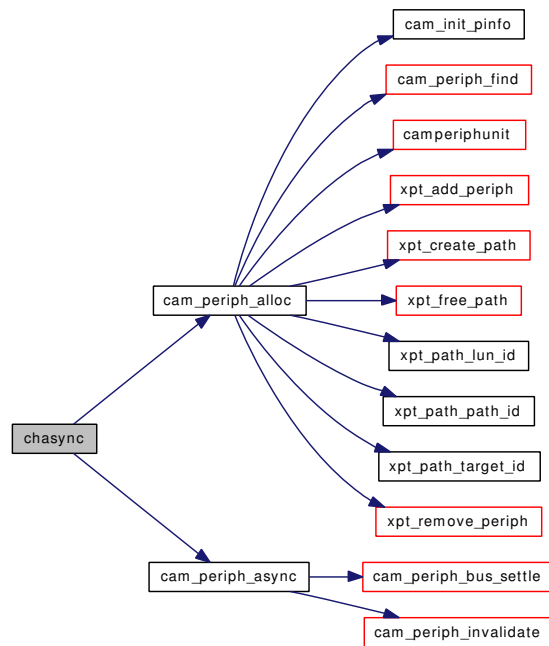 cam_init_pinfo
cam_periph_find
camperiphunit
xpt_add_periph
xpt_create_path
cam_periph_alloc
xpt_free_path
xpt_path_lun_id
xpt_path_path_id
chasync
xpt_path_target_id
xpt_remove_periph
cam_periph_async
cam_periph_bus_settle
cam_periph_invalidate